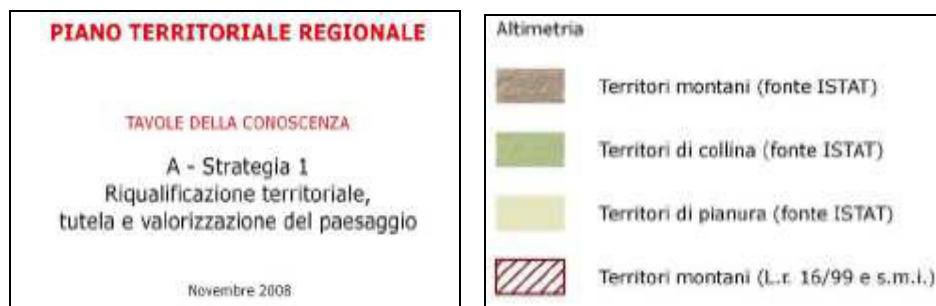 PIANO TERRITORIALE REGIONALE
TAVOLE DELLA CONOSCENZA
A - Strategia 1
Riqualificazione territoriale,
tutela e valorizzazione del paesaggio
Novembre 2008
Altimetria
Territori montani (fonte ISTAT)
Territori di collina (fonte ISTAT)
Territori di pianura (fonte ISTAT)
Territori montani (L.r. 16/99 e s.m.i.)